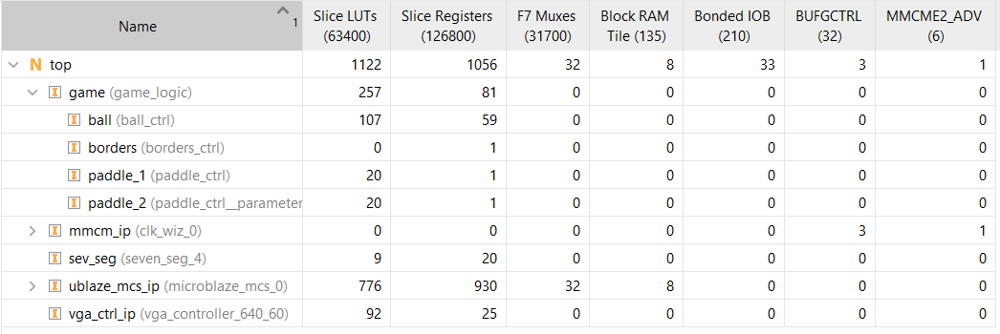 Name 1 Slice LUTs (63400) Slice Registers (126800) F7 Muxes (31700) Block RAM Tile (135) Bonded IOB (210) BUFGCTRL (32) MMCME2_ADV (6)
N top 1122 1056 32 8 33 3 1
I game (game_logic) 257 81 0 0 0 0 0
I ball (ball_ctrl) 107 59 0 0 0 0 0
I borders (borders_ctrl) 0 1 0 0 0 0 0
I paddle_1 (paddle_ctrl) 20 1 0 0 0 0 0
I paddle_2 (paddle_ctrl__parameter 20 1 0 0 0 0 0
I mmcm_ip (clk_wiz_0) 0 0 0 0 0 3 1
I sev_seg (seven_seg_4) 9 20 0 0 0 0 0
I ublaze_mcs_ip (microblaze_mcs_0) 776 930 32 8 0 0 0
I vga_ctrl_ip (vga_controller_640_60) 92 25 0 0 0 0 0